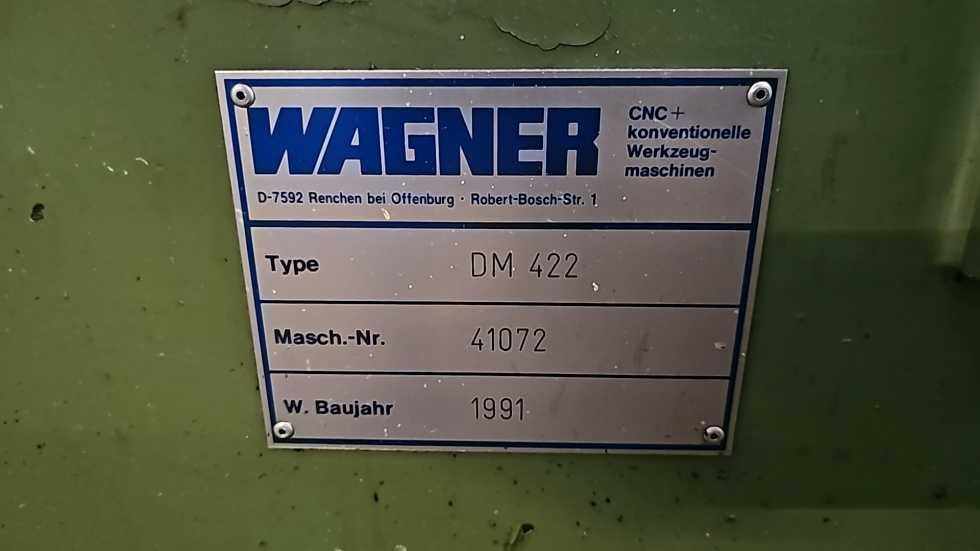 WAGNER
CNC+
konventionelle
Werkzeug-
maschinen
D-7592 Renchen bei Offenburg · Robert-Bosch-Str. 1
Type DM 422
Masch.-Nr. 41072
W. Baujahr 1991